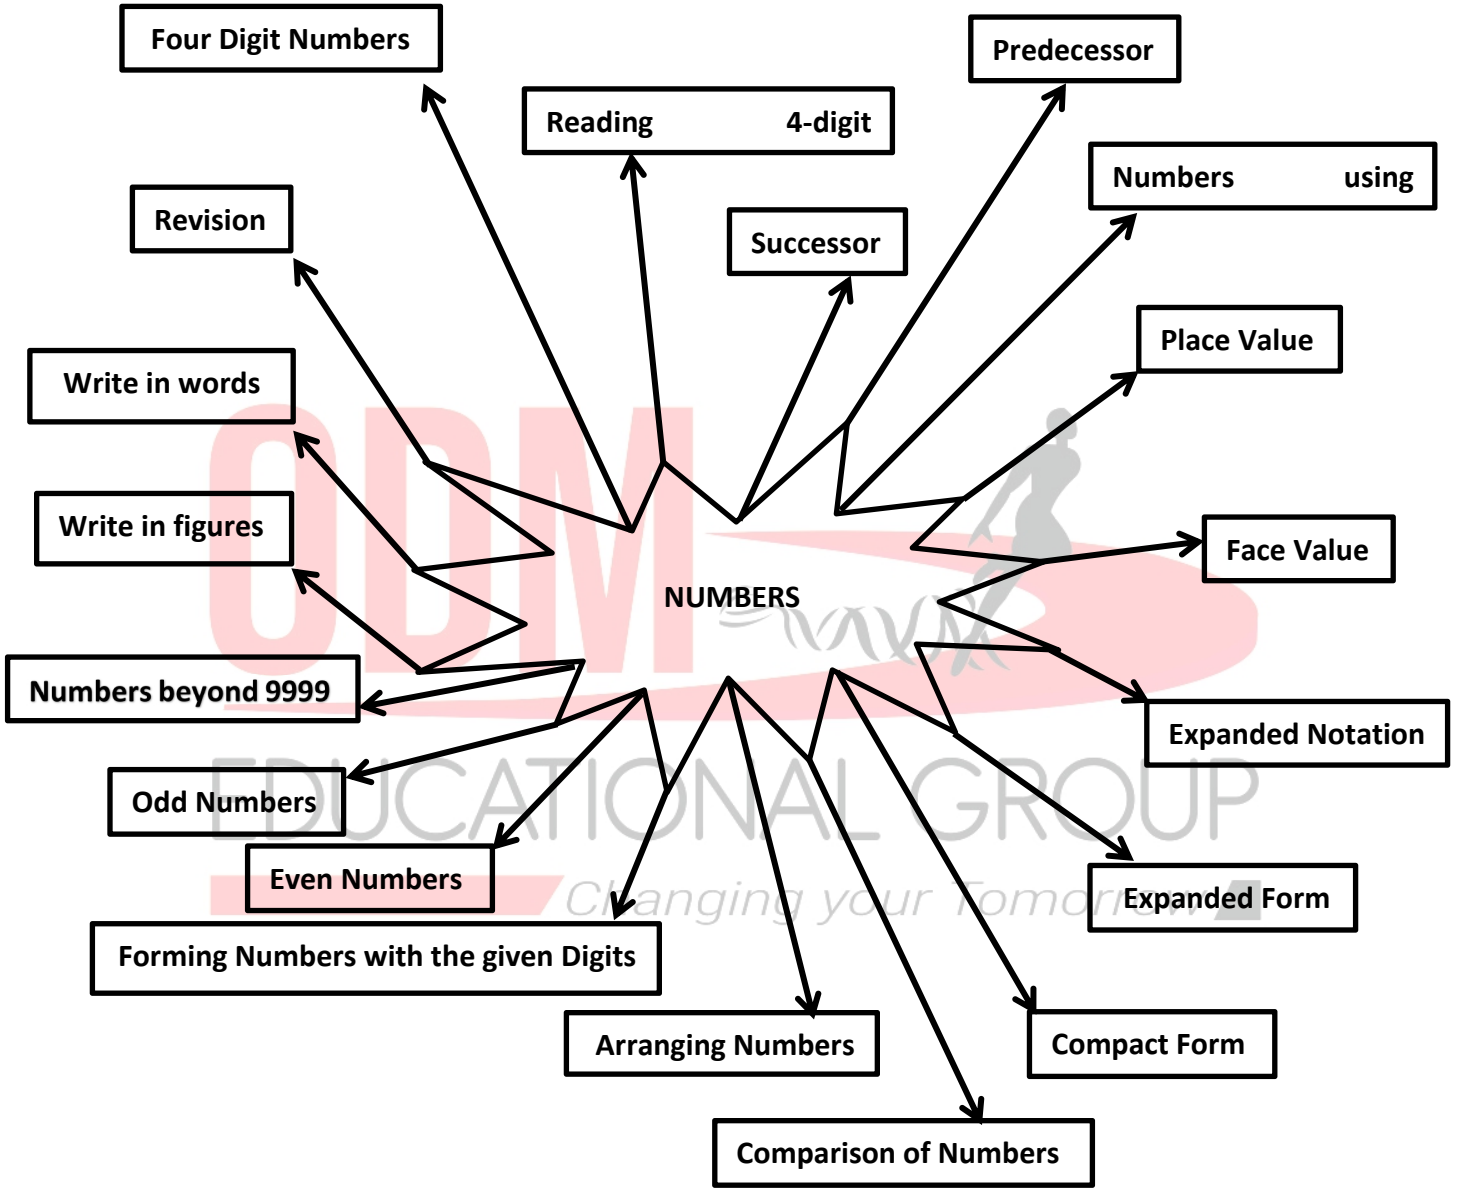 Four Digit Numbers
Predecessor
Reading 4-digit
Numbers using
Revision
Successor
Place Value
Write in words
ODM
Write in figures
Face Value
NUMBERS
Numbers beyond 9999
Expanded Notation
Odd Numbers
EDUCATIONAL GROUP
Even Numbers
Changing your Tomorrow
Expanded Form
Forming Numbers with the given Digits
Arranging Numbers
Compact Form
Comparison of Numbers